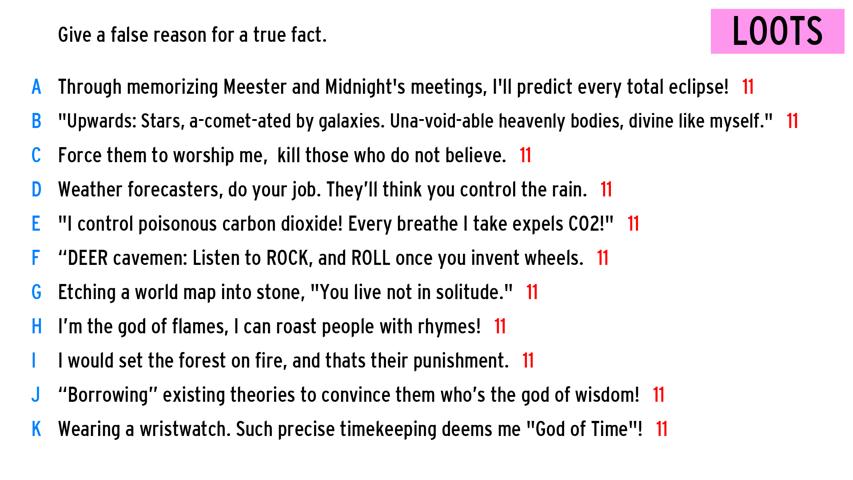 LOOTS
Give a false reason for a true fact.
A Through memorizing Meester and Midnight's meetings, I'll predict every total eclipse! 11
B "Upwards: Stars, a-comet-ated by galaxies. Una-void-able heavenly bodies, divine like myself." 11
C Force them to worship me,  kill those who do not believe. 11
D Weather forecasters, do your job. They’ll think you control the rain. 11
E "I control poisonous carbon dioxide! Every breathe I take expels CO2!" 11
F “DEER cavemen: Listen to ROCK, and ROLL once you invent wheels. 11
G Etching a world map into stone, "You live not in solitude." 11
H I’m the god of flames, I can roast people with rhymes! 11
I I would set the forest on fire, and thats their punishment. 11
J “Borrowing” existing theories to convince them who’s the god of wisdom! 11
K Wearing a wristwatch. Such precise timekeeping deems me "God of Time"! 11